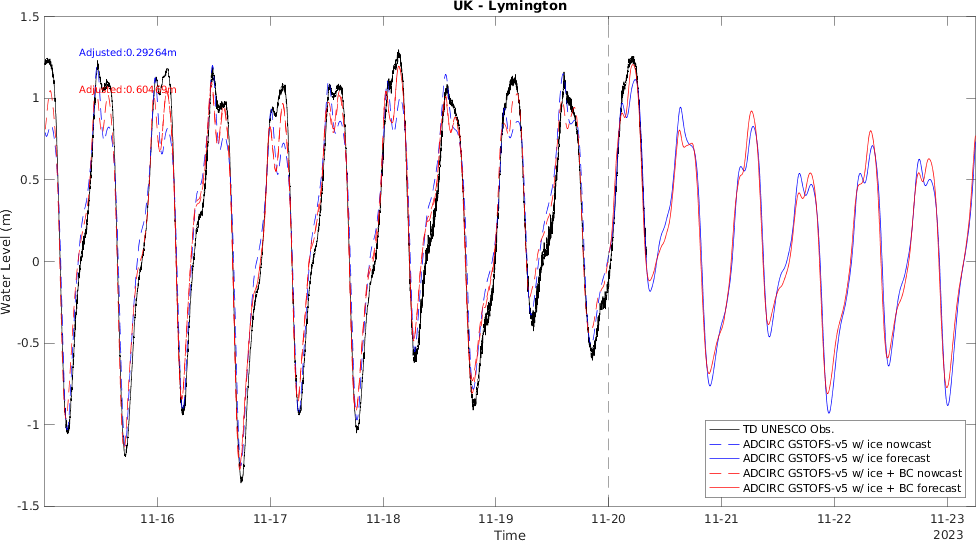 UK - Lymington
1.5
1
0.5
0
-0.5
-1
-1.5
Water Level (m)
Adjusted:0.29264m
TD UNESCO Obs.
ADCIRC GSTOFS-v5 w/ ice nowcast
ADCIRC GSTOFS-v5 w/ ice forecast
ADCIRC GSTOFS-v5 w/ ice + BC nowcast
ADCIRC GSTOFS-v5 w/ ice + BC forecast
11-16
11-17
11-18
11-19
11-20
11-21
11-22
11-23
Time
2023